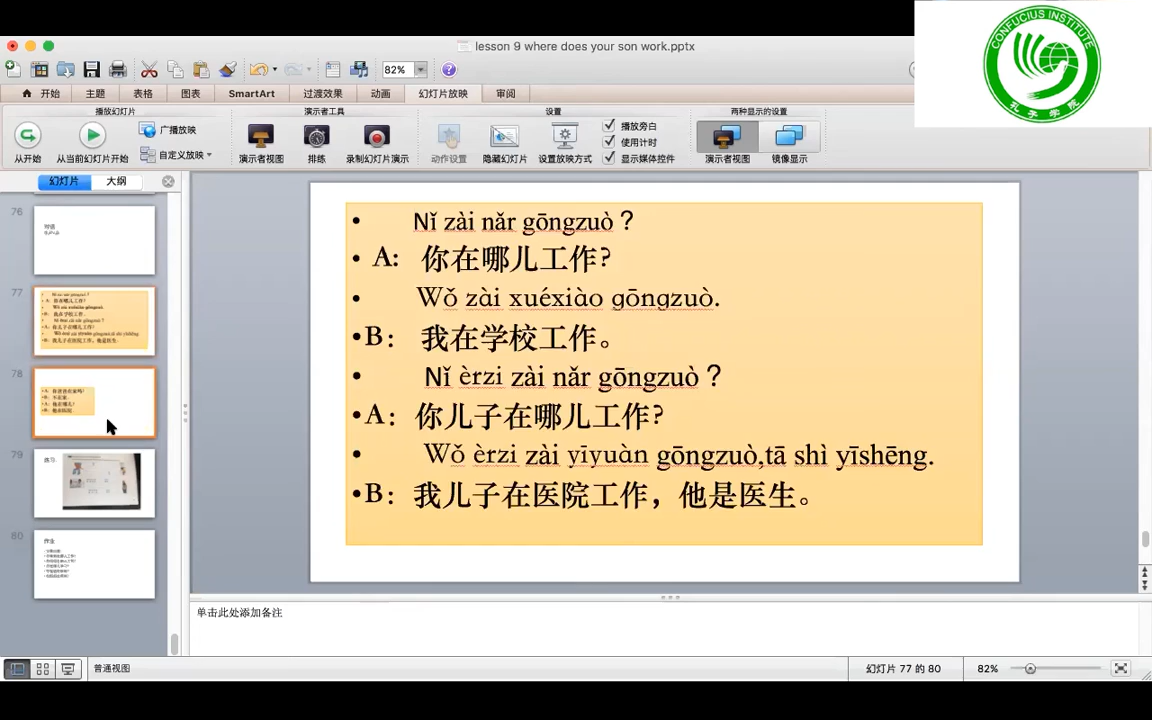 CONFUCIUS INSTITUTE
孔子学院
lesson 9 where does your son work.pptx
82%
开始 主题 表格 图表 SmartArt 过渡效果 动画 幻灯片放映 审阅
播放幻灯片 演示者工具 设置 两种显示的设置
从开始 从当前幻灯片开始 广播放映 自定义放映 演示者视图 排练 录制幻灯片演示 动作设置 隐藏幻灯片 设置放映方式 播放旁白 使用计时 显示媒体控件 演示者视图 镜像显示
幻灯片 大纲
76
77
78
79
练习
80
作业
• Nǐ zài nǎr gōngzuò？
• A: 你在哪儿工作?
• Wǒ zài xuéxiào gōngzuò.
•B： 我在学校工作。
• Nǐ èrzi zài nǎr gōngzuò？
•A： 你儿子在哪儿工作?
• Wǒ èrzi zài yīyuàn gōngzuò,tā shì yīshēng.
•B： 我儿子在医院工作，他是医生。
单击此处添加备注
普通视图
幻灯片 77 的 80
82%